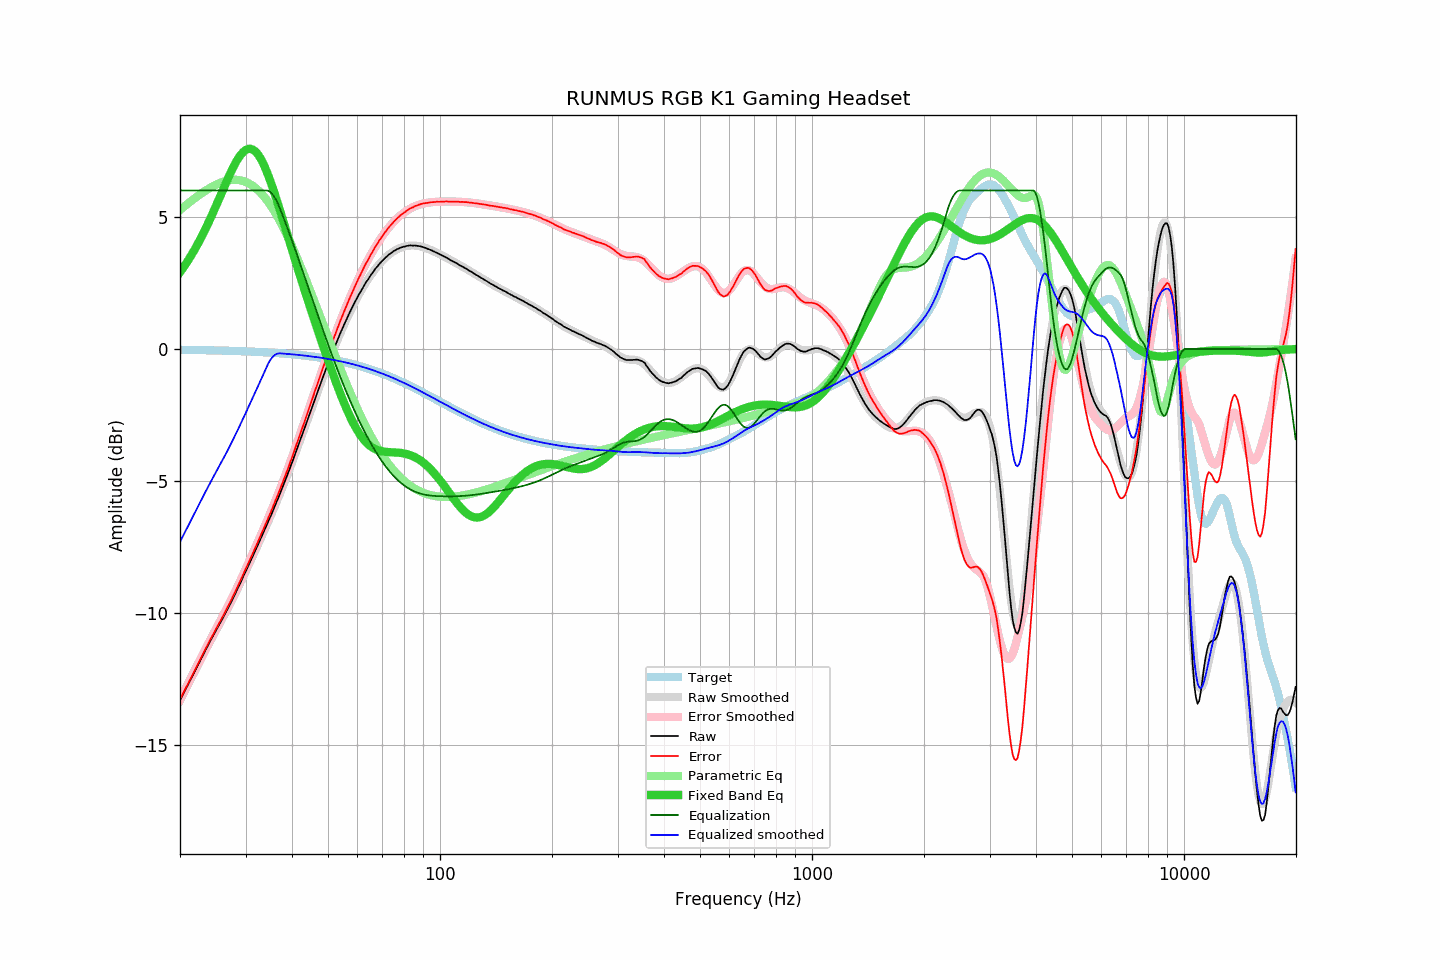 RUNMUS RGB K1 Gaming Headset
Amplitude (dBr)
5
0
−5
−10
−15
Target
Raw Smoothed
Error Smoothed
Raw
Error
Parametric Eq
Fixed Band Eq
Equalization
Equalized smoothed
100
1000
10000
Frequency (Hz)